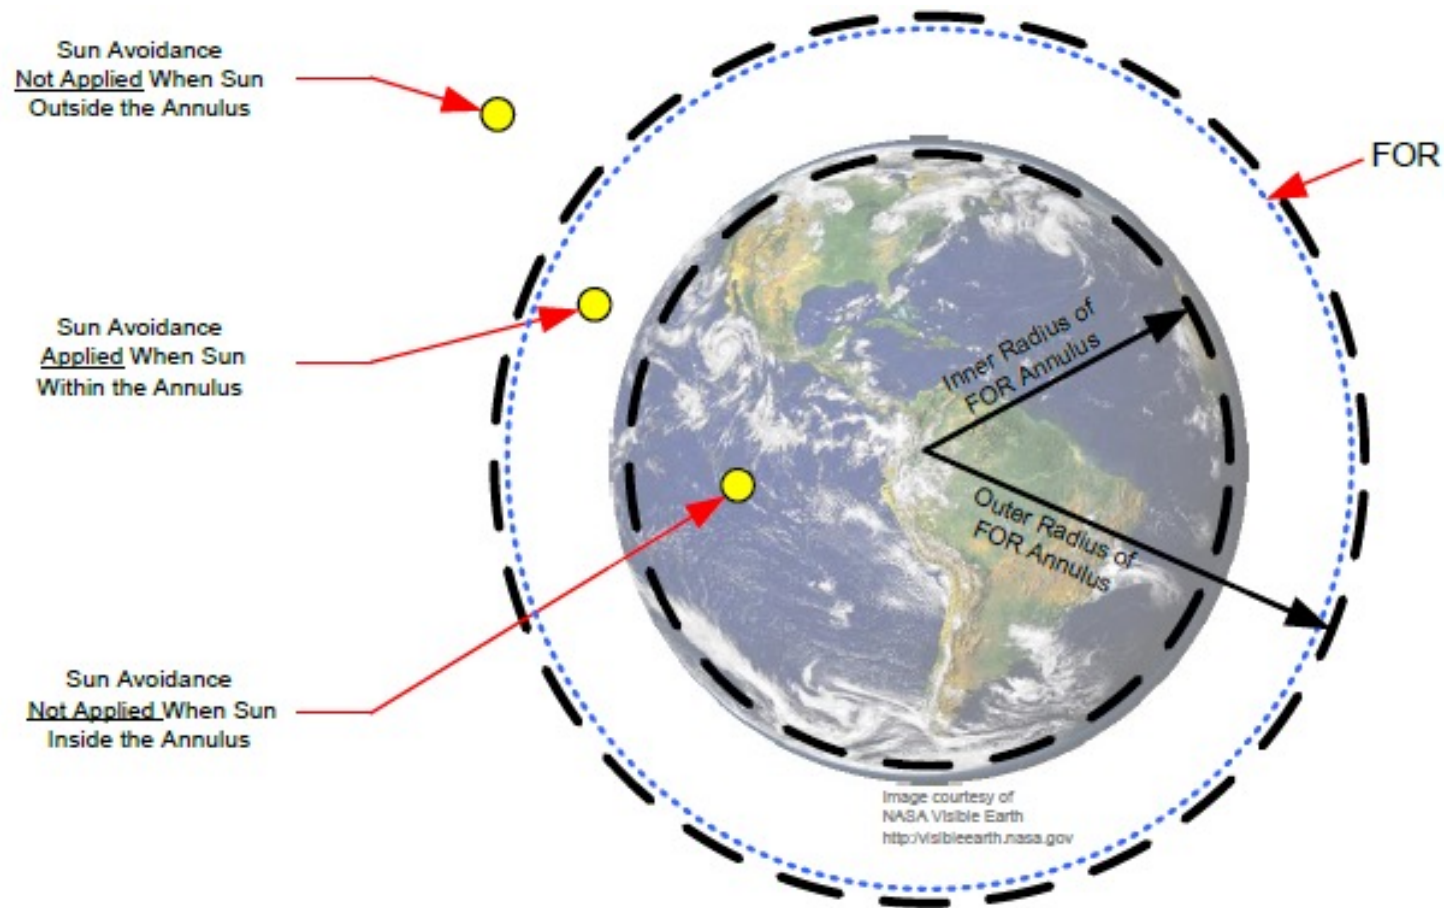 Sun Avoidance
Not Applied When Sun
Outside the Annulus
FOR
Sun Avoidance
Applied When Sun
Within the Annulus
Inner Radius of
FOR Annulus
Outer Radius of
FOR Annulus
Sun Avoidance
Not Applied When Sun
Inside the Annulus
Image courtesy of
NASA Visible Earth
http:/visibleearth.nasa.gov